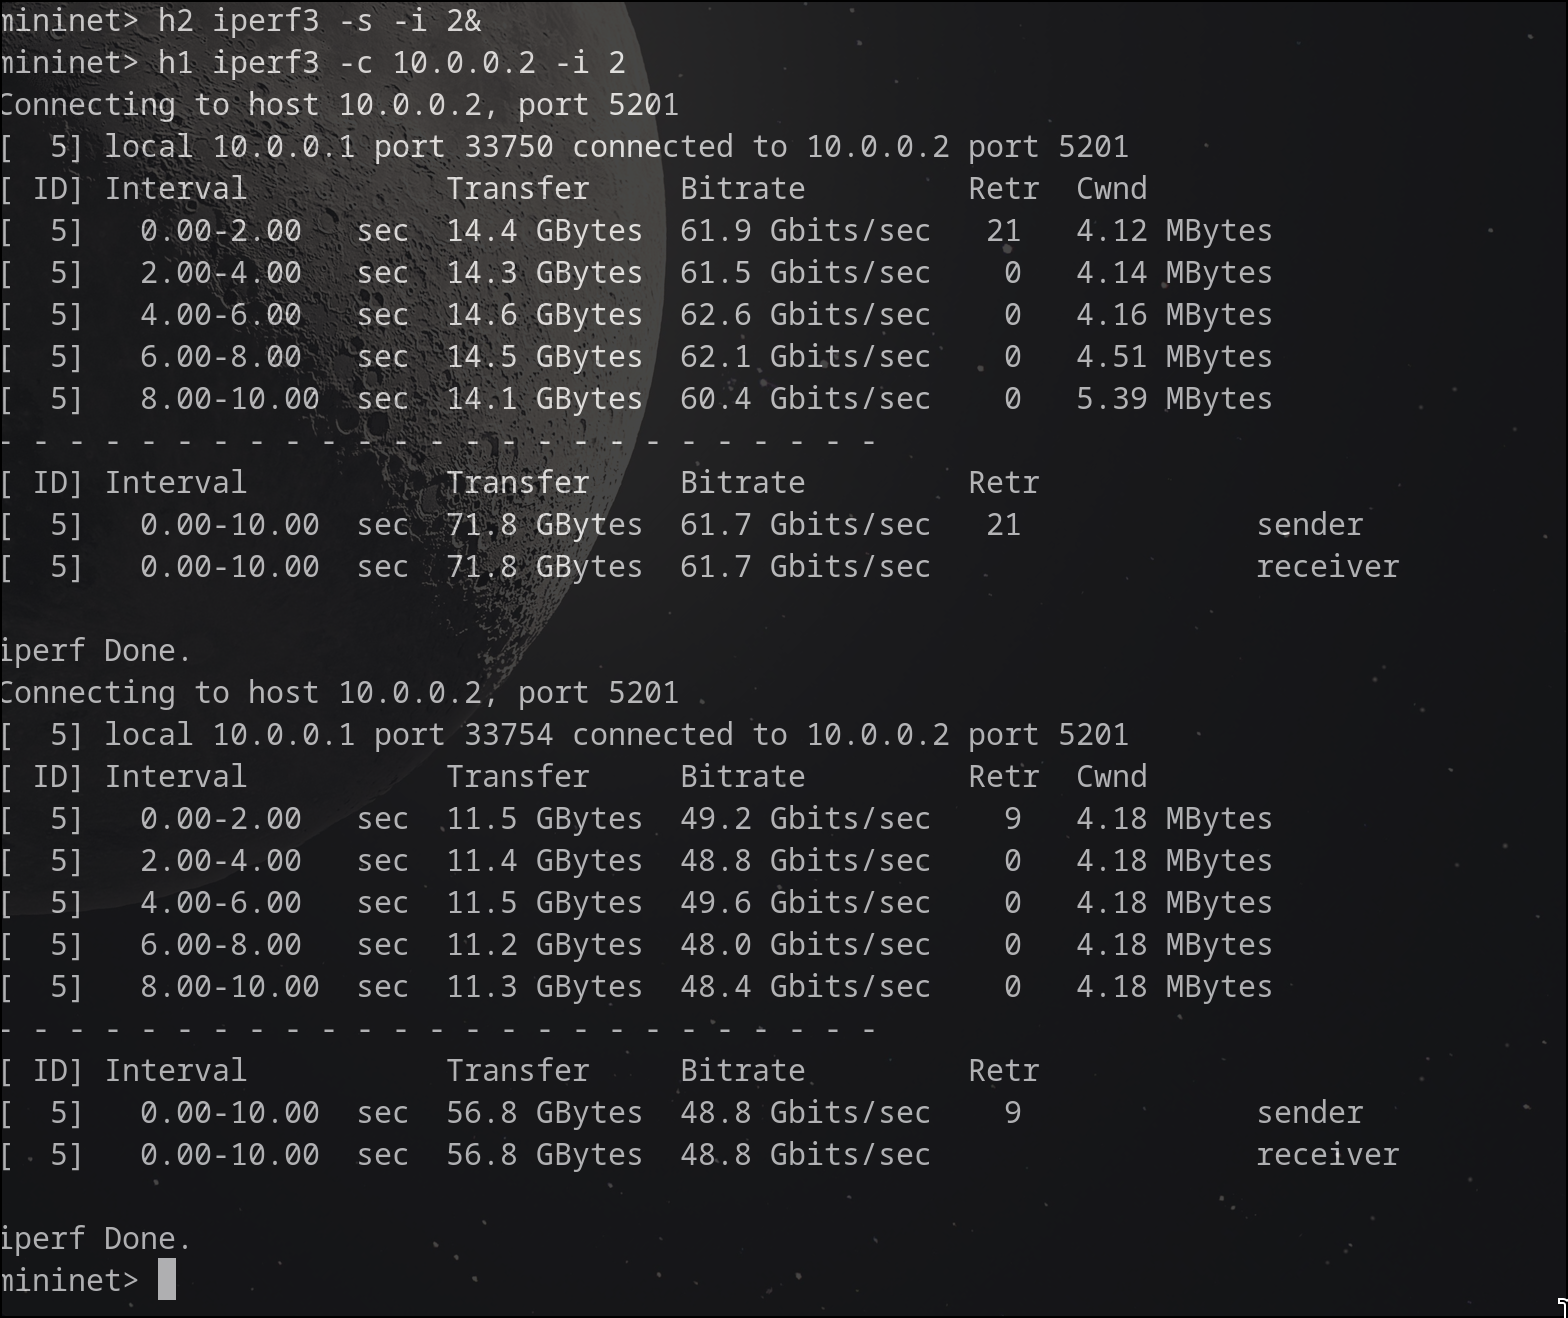 mininet> h2 iperf3 -s -i 2&
mininet> h1 iperf3 -c 10.0.0.2 -i 2
Connecting to host 10.0.0.2, port 5201
[  5] local 10.0.0.1 port 33750 connected to 10.0.0.2 port 5201
[ ID] Interval           Transfer     Bitrate         Retr  Cwnd
[  5]   0.00-2.00   sec  14.4 GBytes  61.9 Gbits/sec   21   4.12 MBytes
[  5]   2.00-4.00   sec  14.3 GBytes  61.5 Gbits/sec    0   4.14 MBytes
[  5]   4.00-6.00   sec  14.6 GBytes  62.6 Gbits/sec    0   4.16 MBytes
[  5]   6.00-8.00   sec  14.5 GBytes  62.1 Gbits/sec    0   4.51 MBytes
[  5]   8.00-10.00  sec  14.1 GBytes  60.4 Gbits/sec    0   5.39 MBytes
- - - - - - - - - - - - - - - - - - - - - - - - -
[ ID] Interval           Transfer     Bitrate         Retr
[  5]   0.00-10.00  sec  71.8 GBytes  61.7 Gbits/sec   21             sender
[  5]   0.00-10.00  sec  71.8 GBytes  61.7 Gbits/sec                  receiver
iperf Done.
Connecting to host 10.0.0.2, port 5201
[  5] local 10.0.0.1 port 33754 connected to 10.0.0.2 port 5201
[ ID] Interval           Transfer     Bitrate         Retr  Cwnd
[  5]   0.00-2.00   sec  11.5 GBytes  49.2 Gbits/sec    9   4.18 MBytes
[  5]   2.00-4.00   sec  11.4 GBytes  48.8 Gbits/sec    0   4.18 MBytes
[  5]   4.00-6.00   sec  11.5 GBytes  49.6 Gbits/sec    0   4.18 MBytes
[  5]   6.00-8.00   sec  11.2 GBytes  48.0 Gbits/sec    0   4.18 MBytes
[  5]   8.00-10.00  sec  11.3 GBytes  48.4 Gbits/sec    0   4.18 MBytes
- - - - - - - - - - - - - - - - - - - - - - - - -
[ ID] Interval           Transfer     Bitrate         Retr
[  5]   0.00-10.00  sec  56.8 GBytes  48.8 Gbits/sec    9             sender
[  5]   0.00-10.00  sec  56.8 GBytes  48.8 Gbits/sec                  receiver
iperf Done.
mininet>